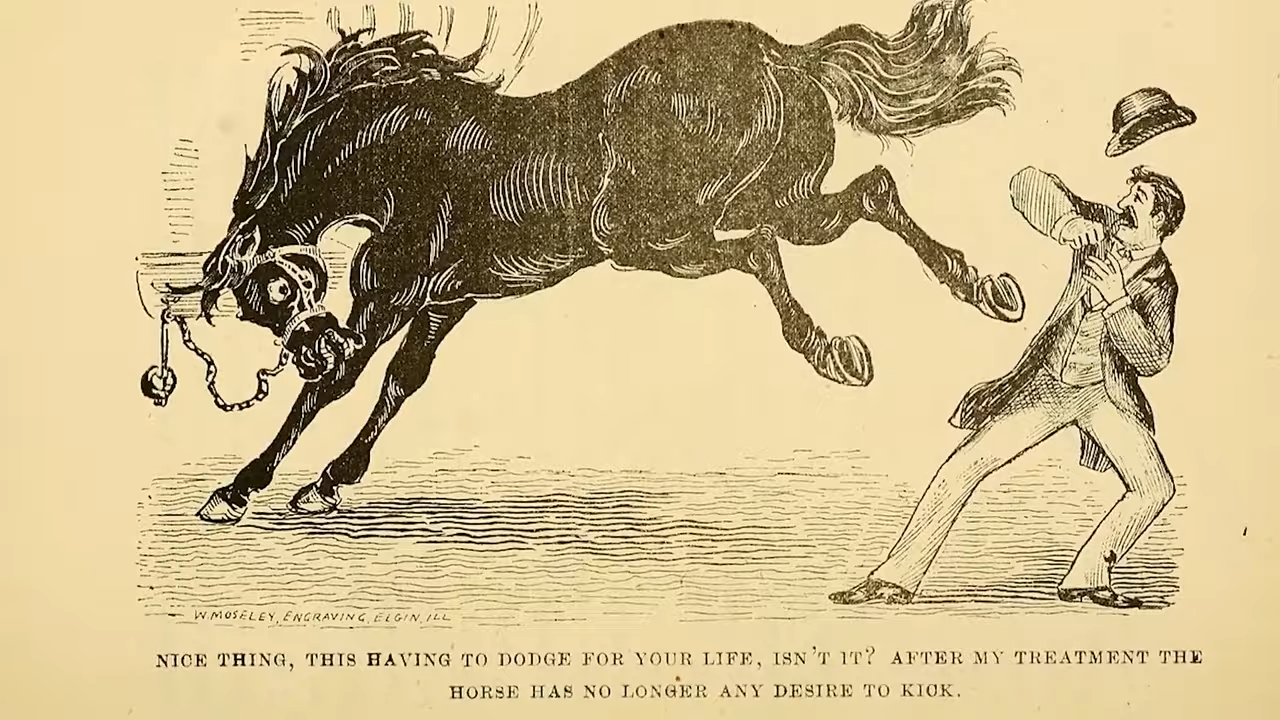 W. MOSELEY, ENGRAVING, ELGIN, ILL
NICE THING, THIS HAVING TO DODGE FOR YOUR LIFE, ISN'T IT? AFTER MY TREATMENT THE
HORSE HAS NO LONGER ANY DESIRE TO KICK.